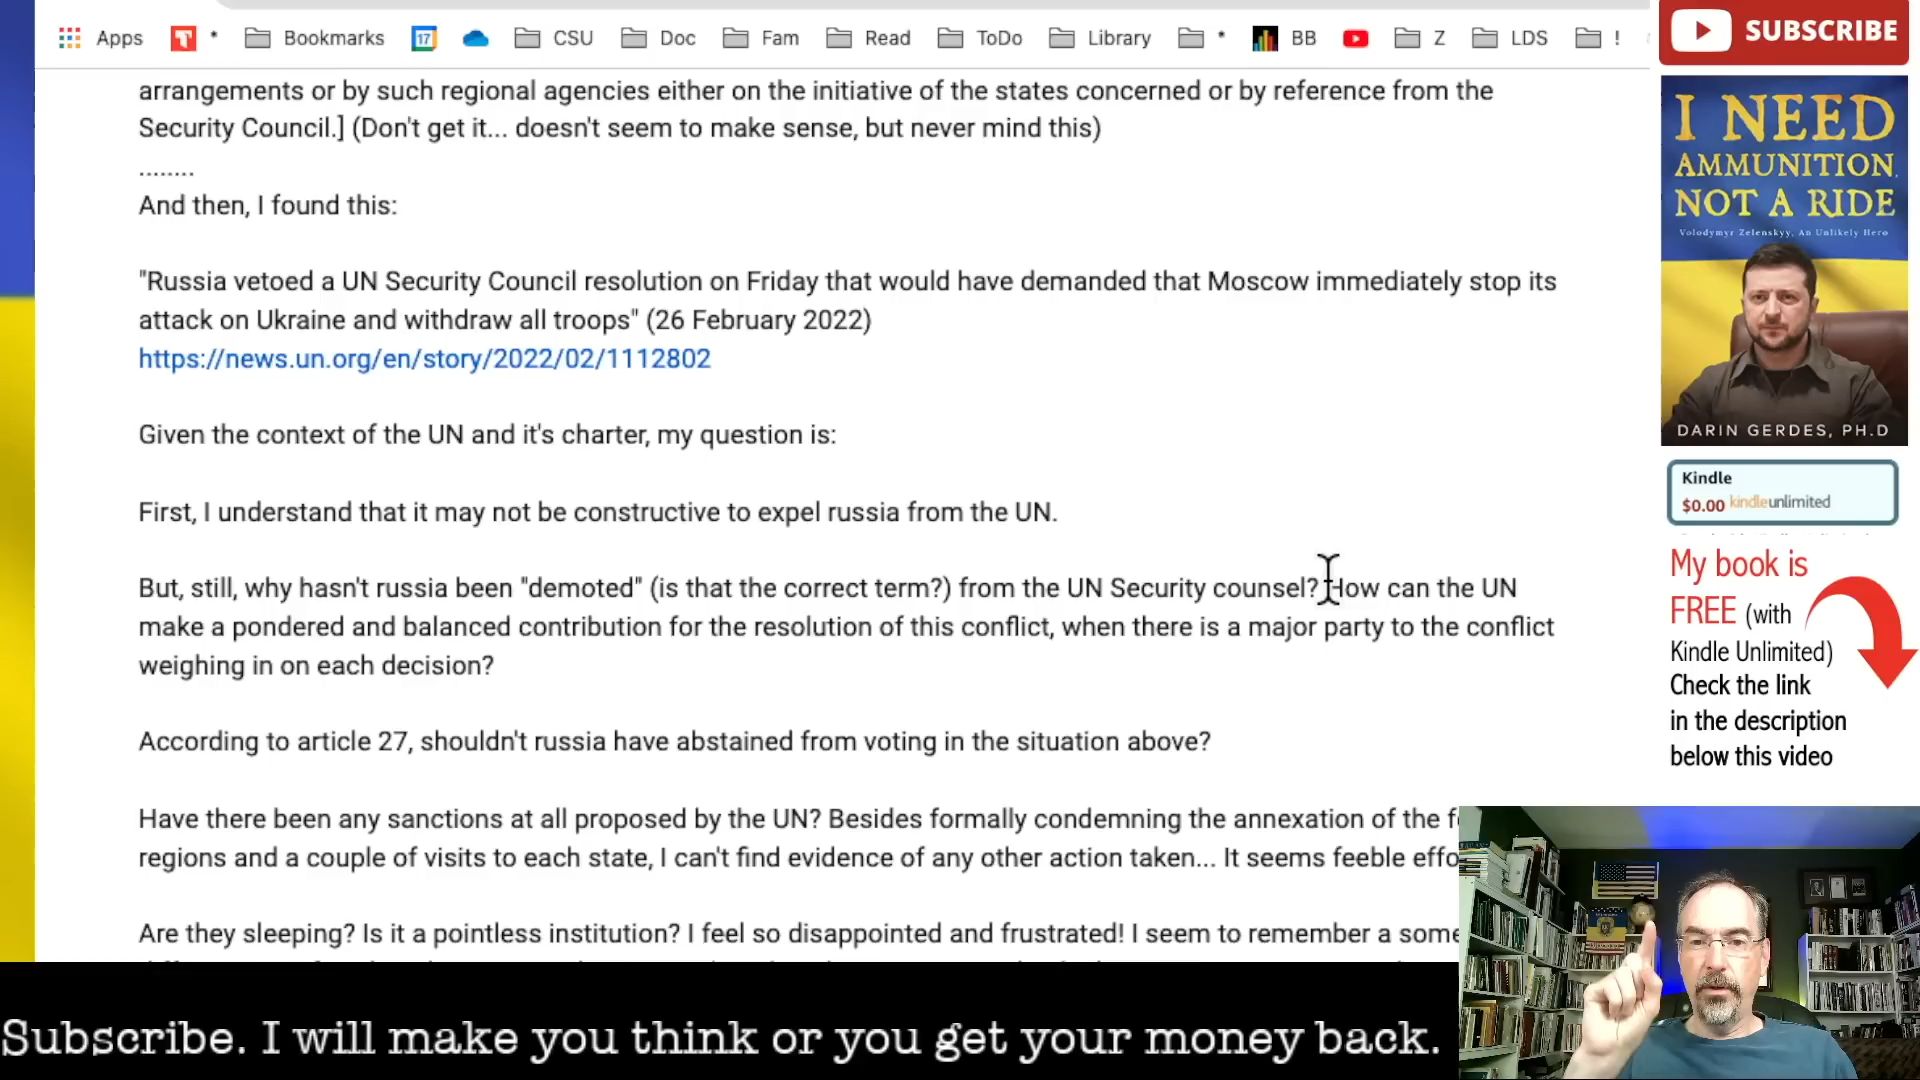 Apps * Bookmarks 17 CSU Doc Fam Read ToDo Library * BB Z LDS !
SUBSCRIBE
arrangements or by such regional agencies either on the initiative of the states concerned or by reference from the
Security Council.] (Don't get it... doesn't seem to make sense, but never mind this)
........
And then, I found this:
"Russia vetoed a UN Security Council resolution on Friday that would have demanded that Moscow immediately stop its
attack on Ukraine and withdraw all troops" (26 February 2022)
https://news.un.org/en/story/2022/02/1112802
Given the context of the UN and it's charter, my question is:
First, I understand that it may not be constructive to expel russia from the UN.
But, still, why hasn't russia been "demoted" (is that the correct term?) from the UN Security counsel? How can the UN
make a pondered and balanced contribution for the resolution of this conflict, when there is a major party to the conflict
weighing in on each decision?
According to article 27, shouldn't russia have abstained from voting in the situation above?
Have there been any sanctions at all proposed by the UN? Besides formally condemning the annexation of the
regions and a couple of visits to each state, I can't find evidence of any other action taken... It seems feeble
Are they sleeping? Is it a pointless institution? I feel so disappointed and frustrated! I seem to remember a
I NEED
AMMUNITION,
NOT A RIDE
Volodymyr Zelenskyy, An Unlikely Hero
DARIN GERDES, PH.D
Kindle
$0.00 kindleunlimited
My book is
FREE (with
Kindle Unlimited)
Check the link
in the description
below this video
Subscribe. I will make you think or you get your money back.